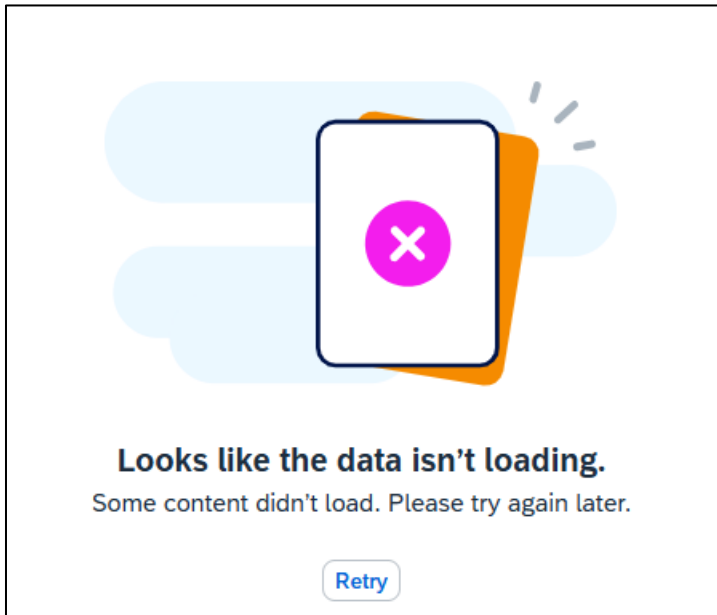 Looks like the data isn’t loading.
Some content didn’t load. Please try again later.
Retry